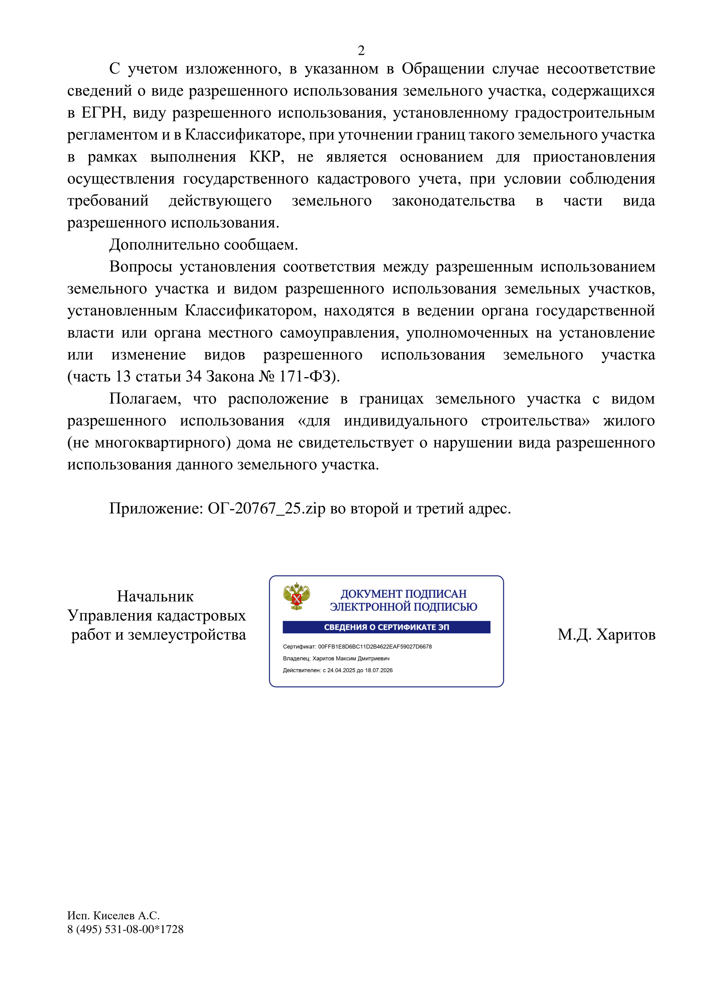 2
С учетом изложенного, в указанном в Обращении случае несоответствие
сведений о виде разрешенного использования земельного участка, содержащихся
в ЕГРН, виду разрешенного использования, установленному градостроительным
регламентом и в Классификаторе, при уточнении границ такого земельного участка
в рамках выполнения ККР, не является основанием для приостановления
осуществления государственного кадастрового учета, при условии соблюдения
требований действующего земельного законодательства в части вида
разрешенного использования.
Дополнительно сообщаем.
Вопросы установления соответствия между разрешенным использованием
земельного участка и видом разрешенного использования земельных участков,
установленным Классификатором, находятся в ведении органа государственной
власти или органа местного самоуправления, уполномоченных на установление
или изменение видов разрешенного использования земельного участка
(часть 13 статьи 34 Закона № 171-ФЗ).
Полагаем, что расположение в границах земельного участка с видом
разрешенного использования «для индивидуального строительства» жилого
(не многоквартирного) дома не свидетельствует о нарушении вида разрешенного
использования данного земельного участка.
Приложение: ОГ-20767_25.zip во второй и третий адрес.
Начальник
Управления кадастровых
работ и землеустройства
ДОКУМЕНТ ПОДПИСАН
ЭЛЕКТРОННОЙ ПОДПИСЬЮ
СВЕДЕНИЯ О СЕРТИФИКАТЕ ЭП
Сертификат: 00FFB1E8D6BC11D2B4622EAF59027D6678
Владелец: Харитов Максим Дмитриевич
Действителен: с 24.04.2025 до 18.07.2026
М.Д. Харитов
Исп. Киселев А.С.
8 (495) 531-08-00*1728